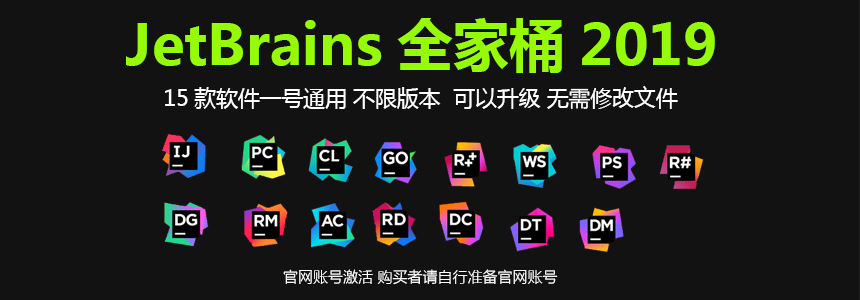 JetBrains 全家桶 2019
15 款软件一号通用 不限版本 可以升级 无需修改文件
IJ PC CL GO R++ WS PS R#
DG RM AC RD DC DT DM
官网账号激活 购买者请自行准备官网账号